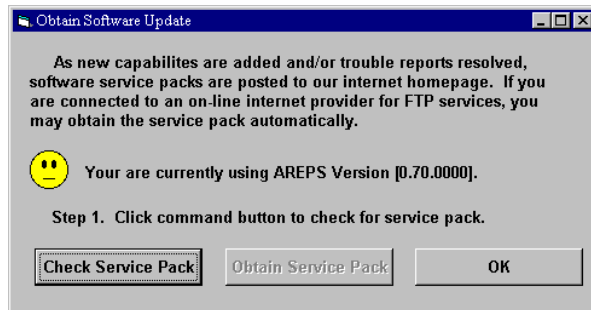 Obtain Software Update
As new capabilites are added and/or trouble reports resolved,
software service packs are posted to our internet homepage. If you
are connected to an on-line internet provider for FTP services, you
may obtain the service pack automatically.
Your are currently using AREPS Version [0.70.0000].
Step 1. Click command button to check for service pack.
Check Service Pack
Obtain Service Pack
OK